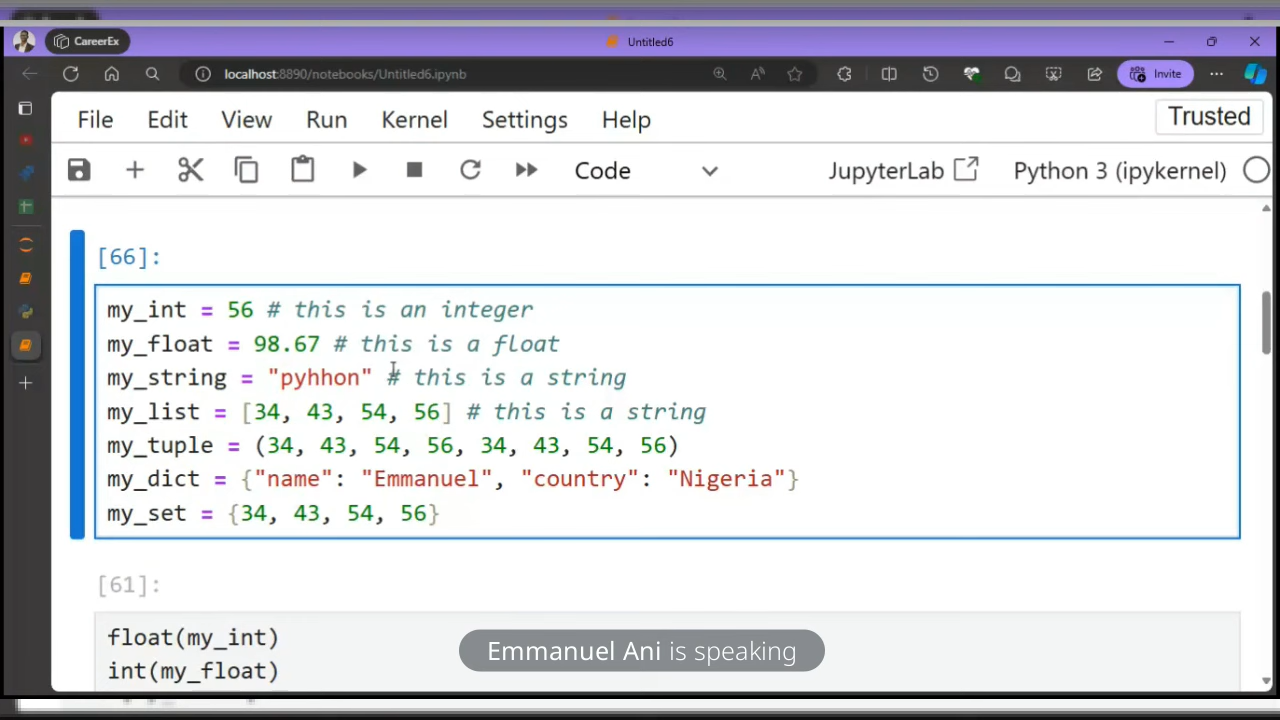 CareerEx
Untitled6
localhost:8890/notebooks/Untitled6.ipynb
Invite
File Edit View Run Kernel Settings Help
Trusted
Code
JupyterLab
Python 3 (ipykernel)
[66]:
my_int = 56 # this is an integer
my_float = 98.67 # this is a float
my_string = "pyhhon" # this is a string
my_list = [34, 43, 54, 56] # this is a string
my_tuple = (34, 43, 54, 56, 34, 43, 54, 56)
my_dict = {"name": "Emmanuel", "country": "Nigeria"}
my_set = {34, 43, 54, 56}
[61]:
float(my_int)
int(my_float)
Emmanuel Ani is speaking